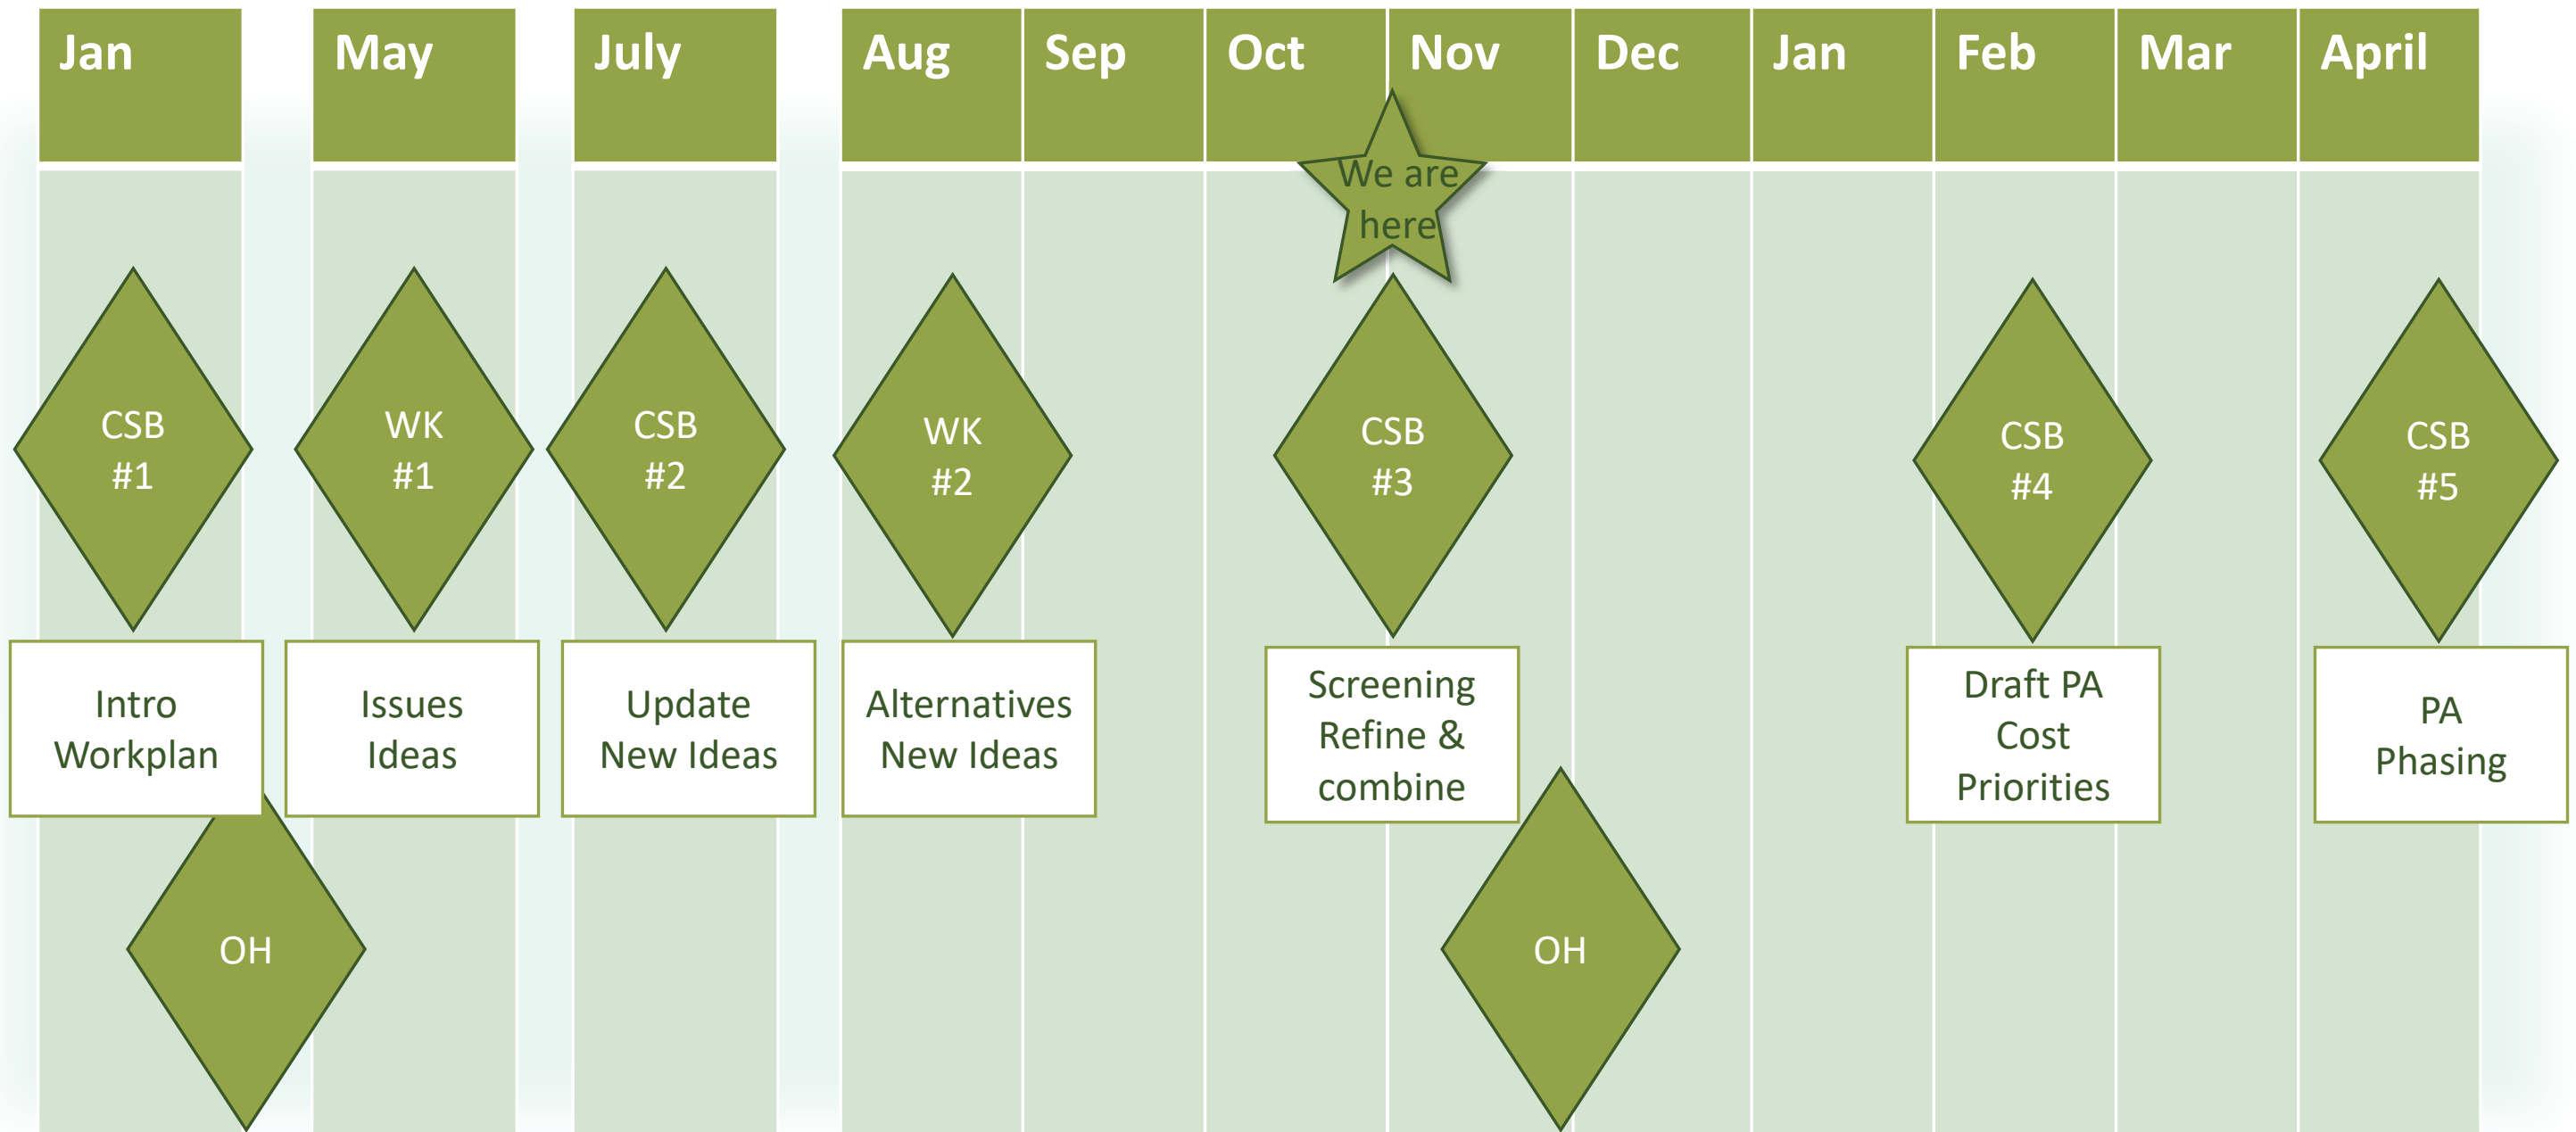 Jan
May
July
Aug
Sep
Oct
Nov
Dec
Jan
Feb
Mar
April
We are
here
CSB
#1
WK
#1
CSB
#2
WK
#2
CSB
#3
CSB
#4
CSB
#5
Intro
Workplan
Issues
Ideas
Update
New Ideas
Alternatives
New Ideas
Screening
Refine &
combine
Draft PA
Cost
Priorities
PA
Phasing
OH
OH